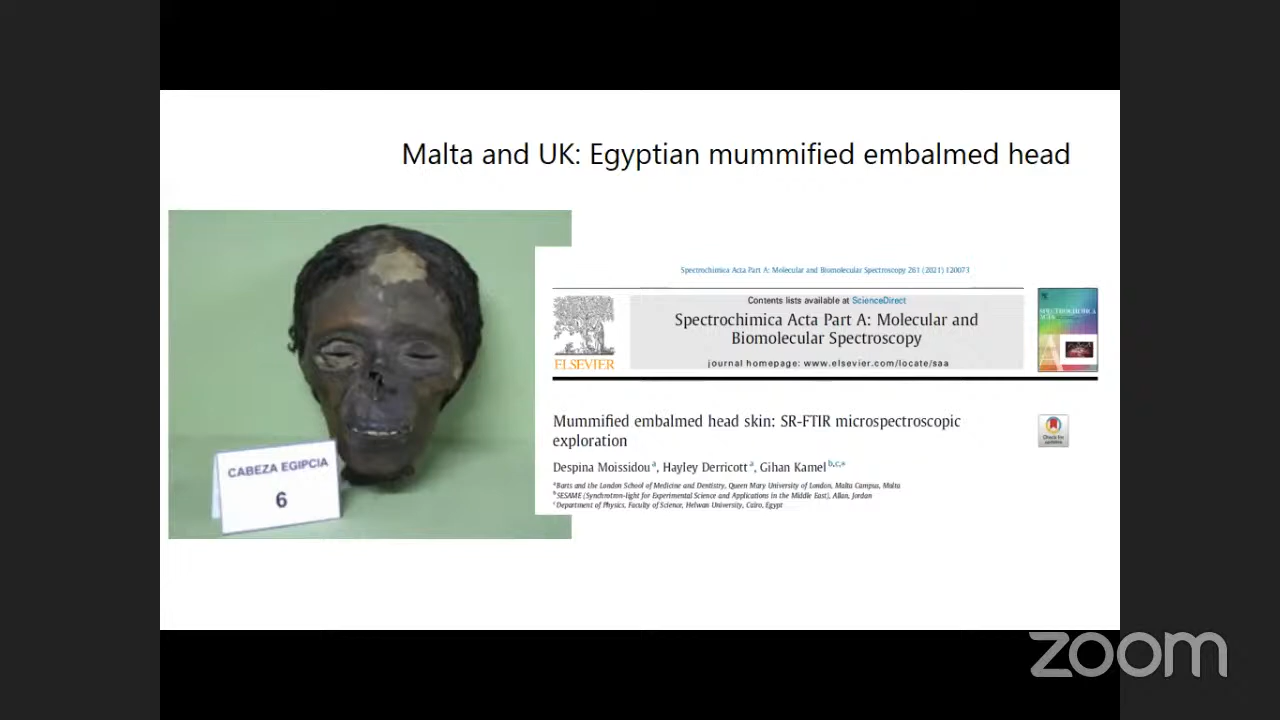 Malta and UK: Egyptian mummified embalmed head
CABEZA EGIPCIA
6
Spectrochimica Acta Part A: Molecular and Biomolecular Spectroscopy 261 (2021) 120073
Contents lists available at ScienceDirect
Spectrochimica Acta Part A: Molecular and
Biomolecular Spectroscopy
journal homepage: www.elsevier.com/locate/saa
ELSEVIER
SPECTROCHIMICA
ACTA
Mummified embalmed head skin: SR-FTIR microspectroscopic
exploration
Check for
updates
Despina Moissidou a, Hayley Derricott a, Gihan Kamel b,c,*
a Barts and the London School of Medicine and Dentistry, Queen Mary University of London, Malta Campus, Malta
b SESAME (Synchrotron-light for Experimental Science and Applications in the Middle East), Allan, Jordan
c Department of Physics, Faculty of Science, Helwan University, Cairo, Egypt
zoom